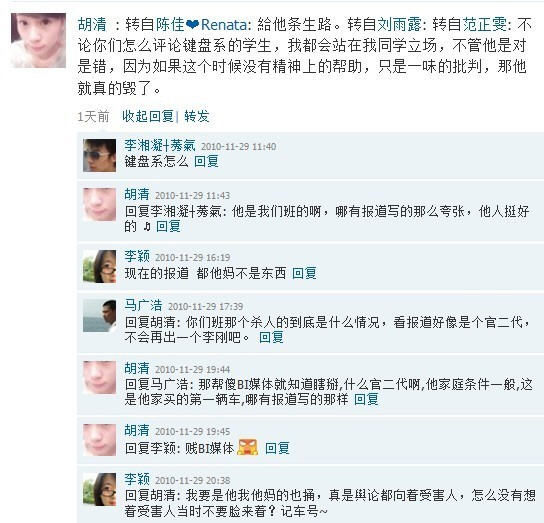 胡清 ：转自陈佳❤Renata: 給他条生路。转自刘雨露: 转自范正雯: 不
论你们怎么评论键盘系的学生，我都会站在我同学立场，不管他是对
是错，因为如果这个时候没有精神上的帮助，只是一味的批判，那他
就真的毁了。
1天前 收起回复| 转发
李湘凝╂蒶氣 2010-11-29 11:40
键盘系怎么 回复
胡清 2010-11-29 11:43
回复李湘凝╂蒶氣: 他是我们班的啊，哪有报道写的那么夸张，他人挺好
的 ♫ 回复
李颖 2010-11-29 16:19
现在的报道 都他妈不是东西 回复
马广浩 2010-11-29 17:39
回复胡清: 你们班那个杀人的到底是什么情况，看报道好像是个官二代，
不会再出一个李刚吧。 回复
胡清 2010-11-29 19:44
回复马广浩: 那帮傻BI媒体就知道瞎掰,什么官二代啊,他家庭条件一般,这
是他家买的第一辆车,哪有报道写的那样 回复
胡清 2010-11-29 19:45
回复李颖: 贱BI媒体 回复
李颖 2010-11-29 20:38
回复胡清: 我要是他我他妈的也捅，真是舆论都向着受害人，怎么没有想
着受害人当时不要脸来着？记车号~